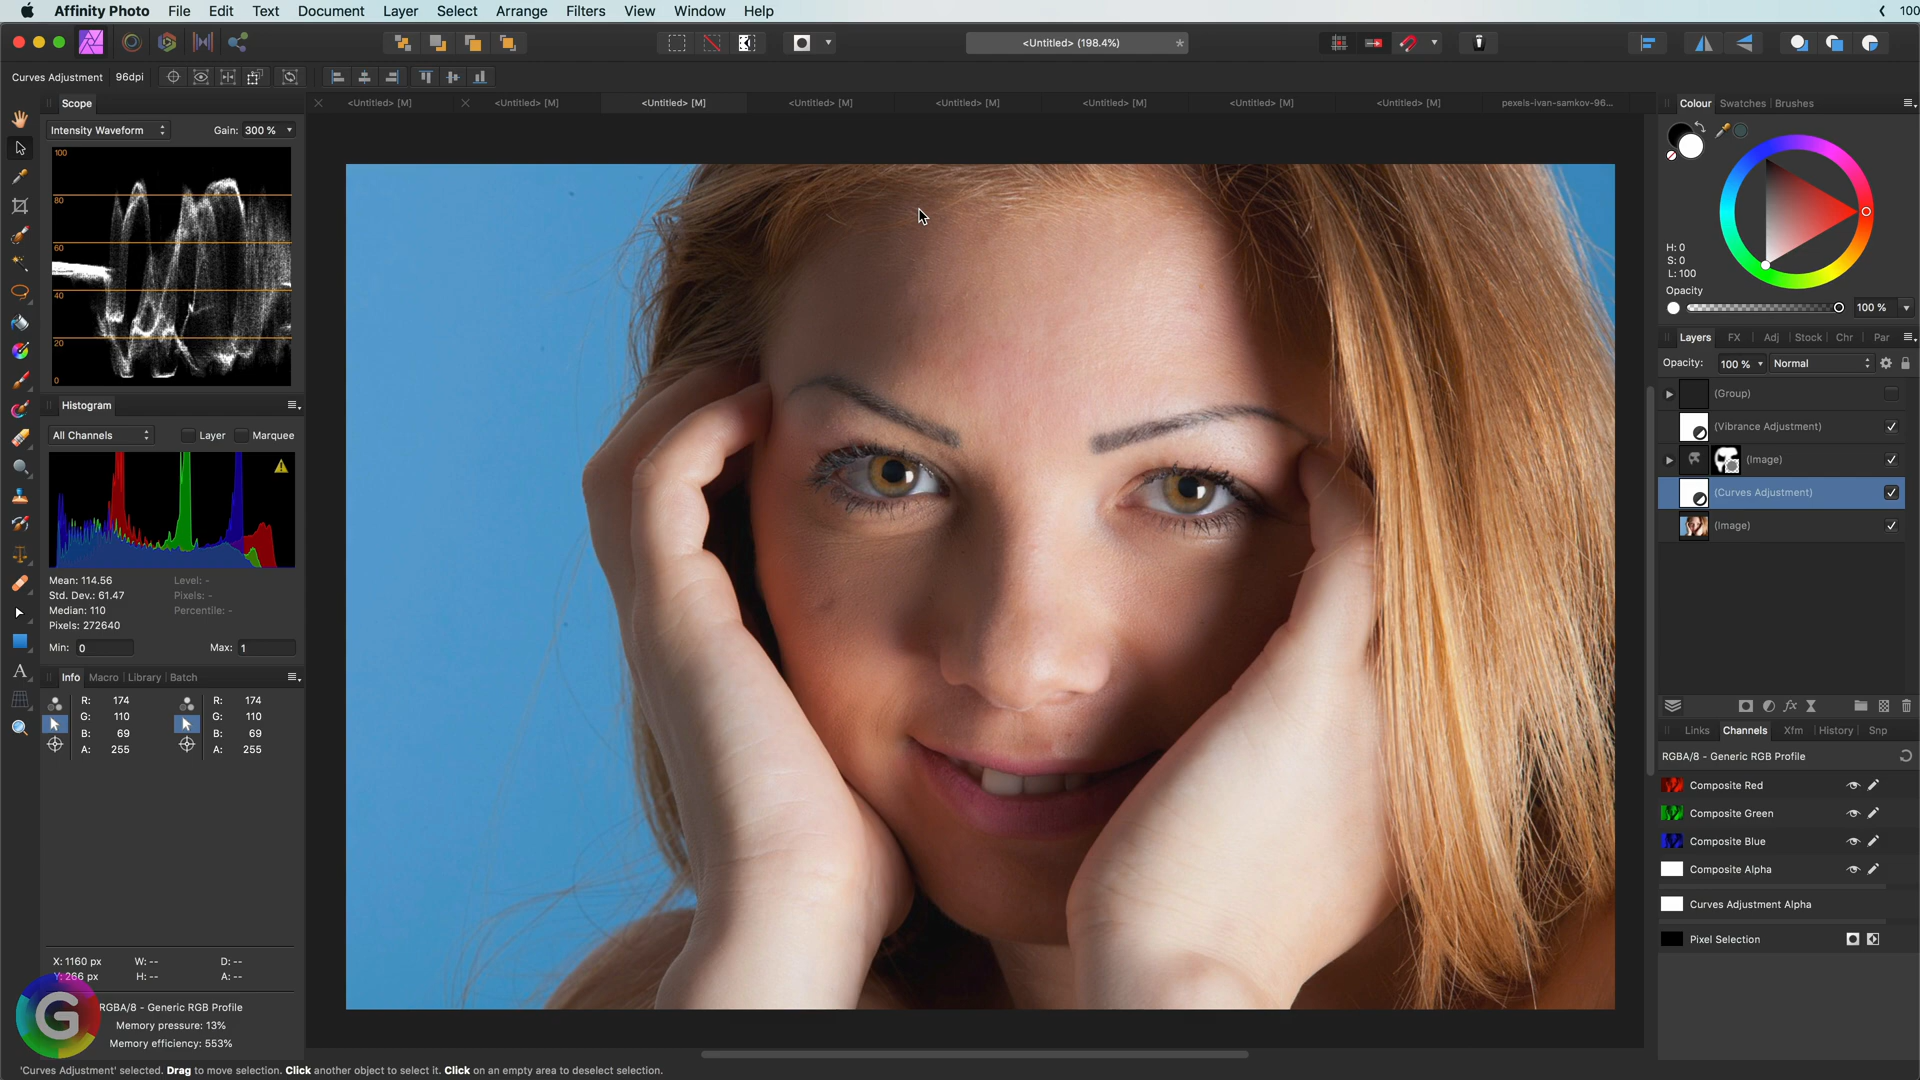 Affinity Photo File Edit Text Document Layer Select Arrange Filters View Window Help 100
<Untitled> (198.4%)
Curves Adjustment 96dpi
Scope
<Untitled> [M] <Untitled> [M] <Untitled> [M] <Untitled> [M] <Untitled> [M] <Untitled> [M] <Untitled> [M] <Untitled> [M] pexels-ivan-samkov-96...
Colour Swatches Brushes
Intensity Waveform Gain: 300 %
100
80
60
40
20
0
H: 0
S: 0
L: 100
Opacity
100 %
Layers FX Adj Stock Chr Par
Opacity: 100 % Normal
(Group)
(Vibrance Adjustment)
(Image)
(Curves Adjustment)
(Image)
Histogram
All Channels Layer Marquee
Mean: 114.56 Level: -
Std. Dev.: 61.47 Pixels: -
Median: 110 Percentile: -
Pixels: 272640
Min: 0 Max: 1
Info Macro Library Batch
R: 174 R: 174
G: 110 G: 110
B: 69 B: 69
A: 255 A: 255
Links Channels Xfm History Snp
RGBA/8 - Generic RGB Profile
Composite Red
Composite Green
Composite Blue
Composite Alpha
Curves Adjustment Alpha
Pixel Selection
X: 1160 px W: -- D: --
Y: 266 px H: -- A: --
G
RGBA/8 - Generic RGB Profile
Memory pressure: 13%
Memory efficiency: 553%
'Curves Adjustment' selected. Drag to move selection. Click another object to select it. Click on an empty area to deselect selection.